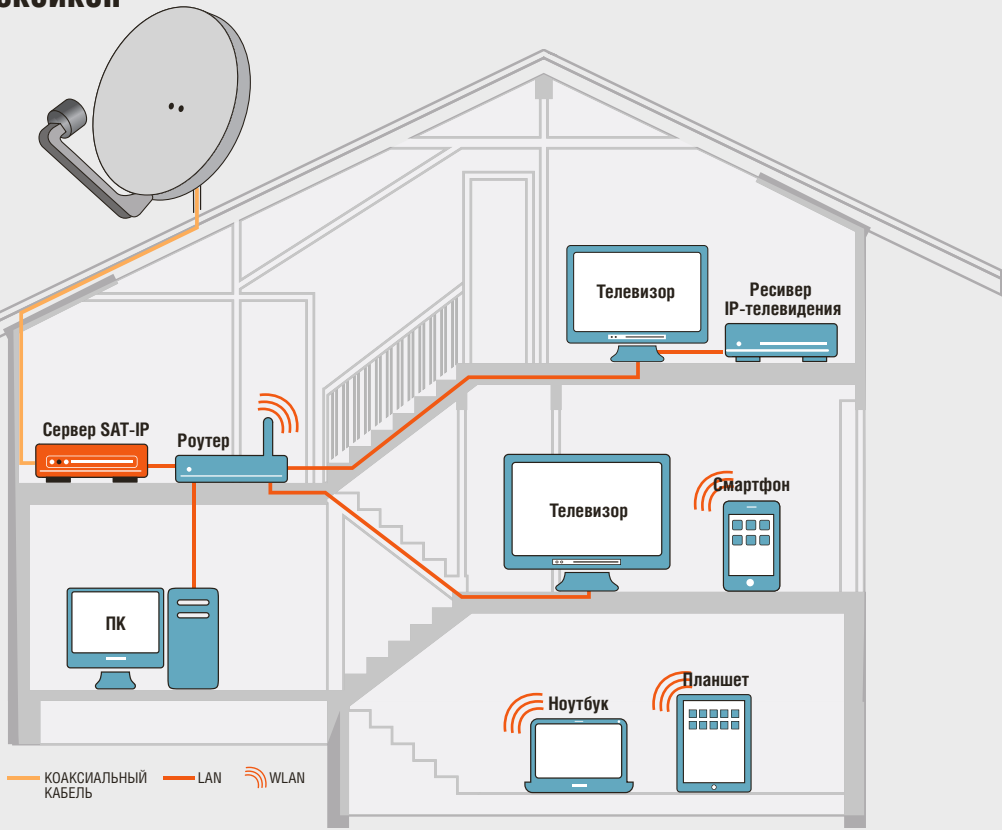 Телевизор
Ресивер
IP-телевидения
Сервер SAT-IP
Роутер
Телевизор
Смартфон
ПК
Ноутбук
Планшет
КОАКСИАЛЬНЫЙ
КАБЕЛЬ
LAN
WLAN